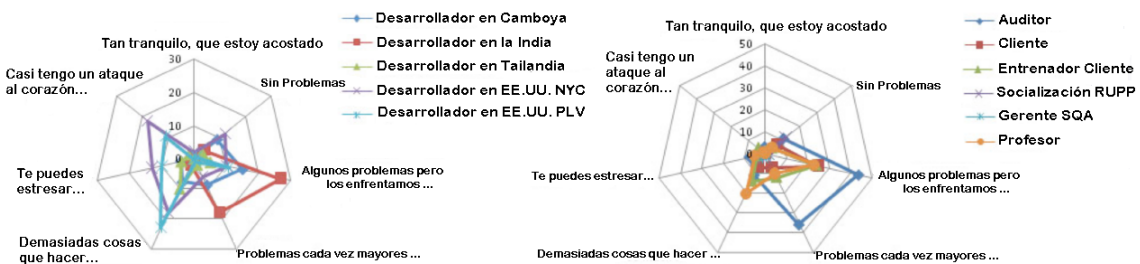 Tan tranquilo, que estoy acostado
30
20
10
0
Sin Problemas
Algunos problemas pero
los enfrentamos ...
Problemas cada vez mayores ...
Demasiadas cosas
que hacer...
Te puedes
estresar...
Casi tengo un ataque
al corazón...
Desarrollador en Camboya
Desarrollador en la India
Desarrollador en Tailandia
Desarrollador en EE.UU. NYC
Desarrollador en EE.UU. PLV
Tan tranquilo, que estoy acostado
50
40
30
20
10
0
Sin Problemas
Algunos problemas pero
los enfrentamos ...
Problemas cada vez mayores ...
Demasiadas cosas que hacer ...
Te puedes estresar...
Casi tengo un
ataque al
corazón...
Auditor
Cliente
Entrenador Cliente
Socialización RUPP
Gerente SQA
Profesor